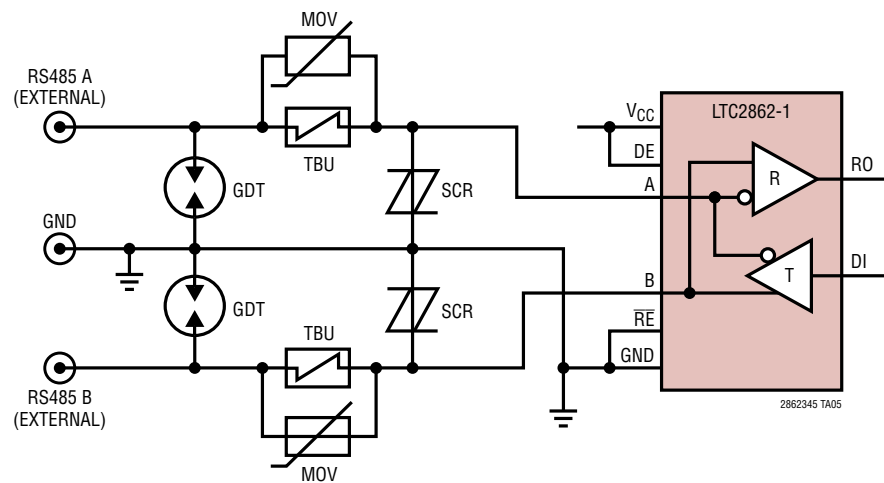 MOV
RS485 A
(EXTERNAL)
TBU
GDT
SCR
GND
GDT
SCR
TBU
RS485 B
(EXTERNAL)
MOV
VCC
LTC2862-1
DE
A
R
RO
B
T
DI
RE
GND
2862345 TA05